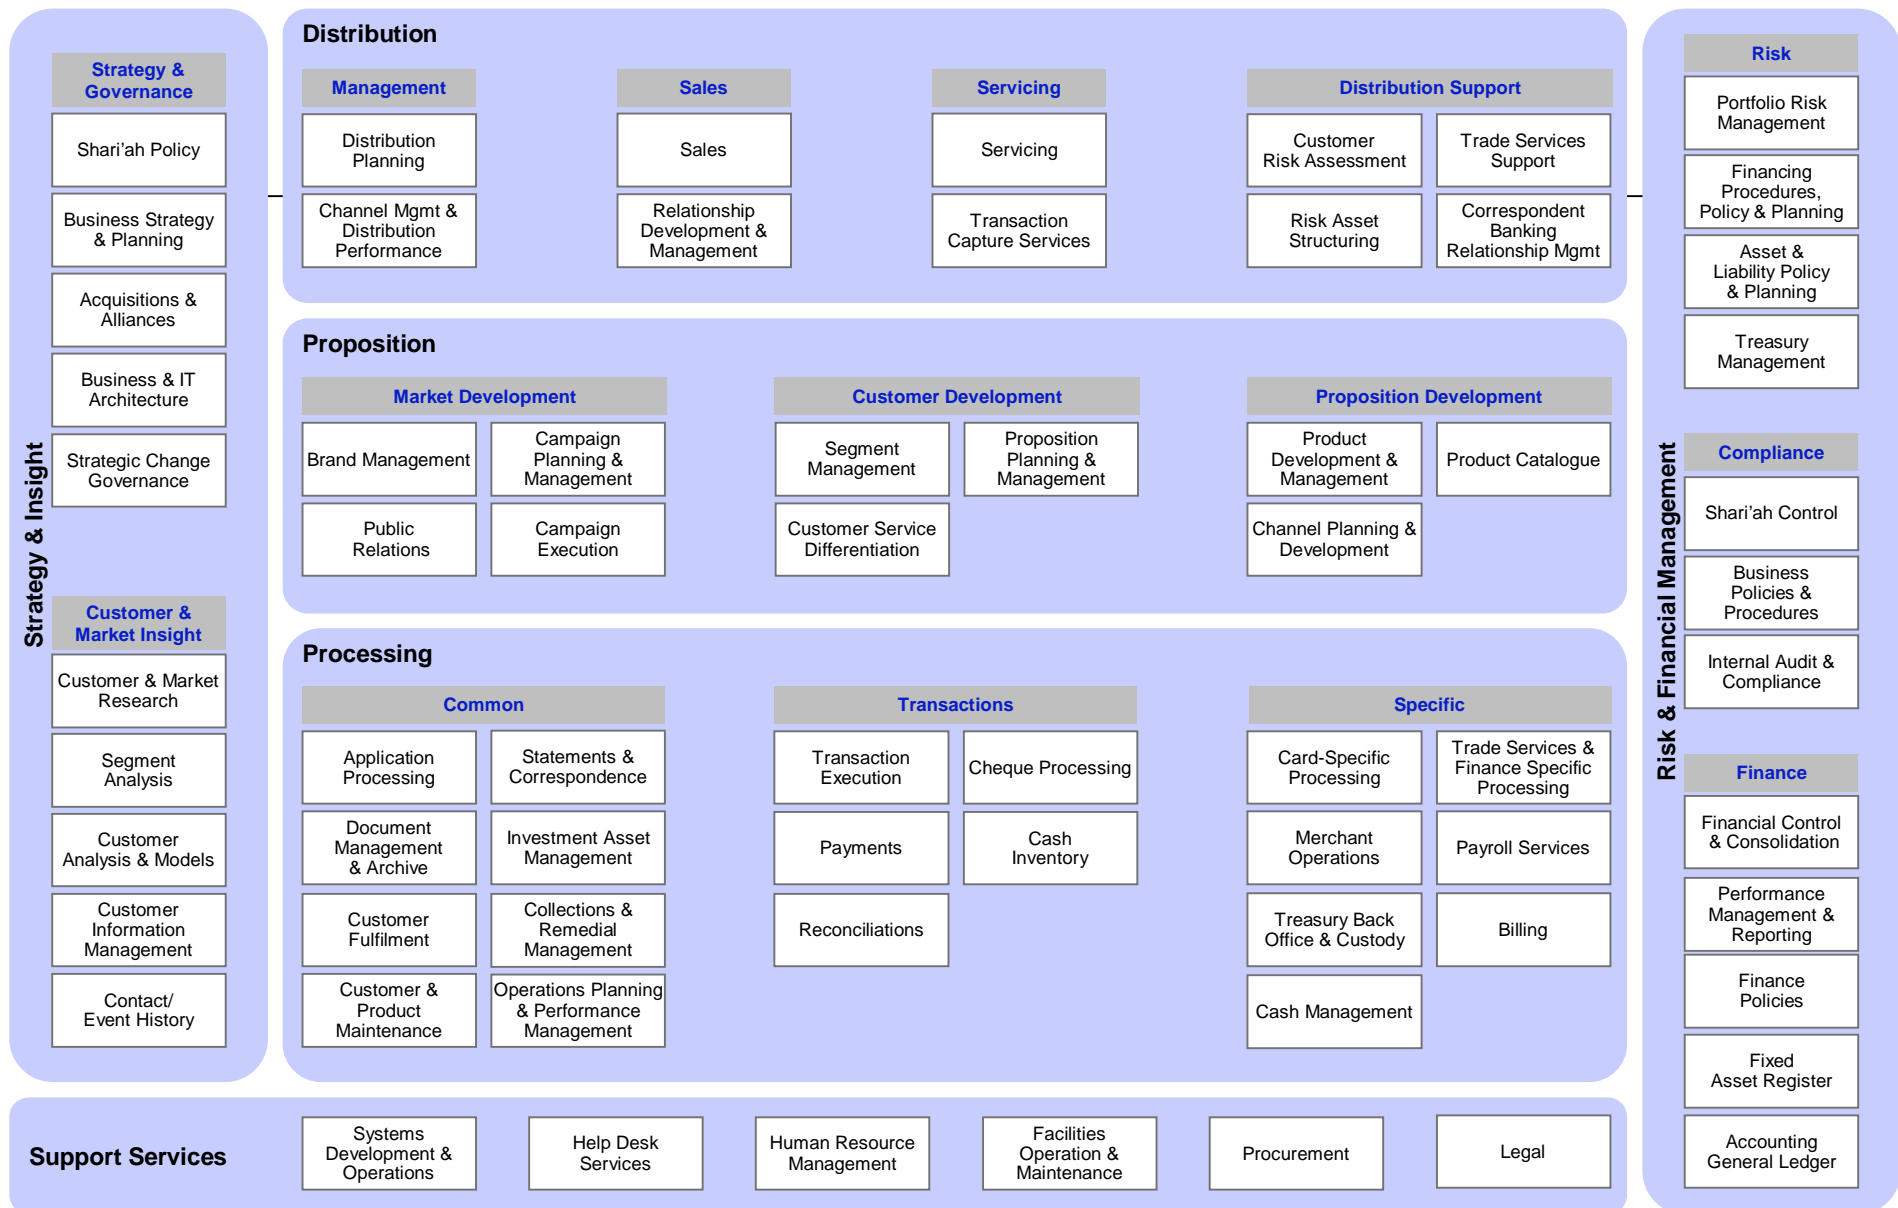 Strategy & Insight
Strategy &
Governance
Shari’ah Policy
Business Strategy
& Planning
Acquisitions &
Alliances
Business & IT
Architecture
Strategic Change
Governance
Customer &
Market Insight
Customer & Market
Research
Segment
Analysis
Customer
Analysis & Models
Customer
Information
Management
Contact/
Event History
Distribution
Management
Distribution
Planning
Channel Mgmt &
Distribution
Performance
Sales
Sales
Relationship
Development &
Management
Servicing
Servicing
Transaction
Capture Services
Distribution Support
Customer
Risk Assessment
Trade Services
Support
Risk Asset
Structuring
Correspondent
Banking
Relationship Mgmt
Proposition
Market Development
Brand Management
Campaign
Planning &
Management
Public
Relations
Campaign
Execution
Customer Development
Segment
Management
Proposition
Planning &
Management
Customer Service
Differentiation
Proposition Development
Product
Development &
Management
Product Catalogue
Channel Planning &
Development
Processing
Common
Application
Processing
Statements &
Correspondence
Document
Management
& Archive
Investment Asset
Management
Customer
Fulfilment
Collections &
Remedial
Management
Customer &
Product
Maintenance
Operations Planning
& Performance
Management
Transactions
Transaction
Execution
Cheque Processing
Payments
Cash
Inventory
Reconciliations
Specific
Card-Specific
Processing
Trade Services &
Finance Specific
Processing
Merchant
Operations
Payroll Services
Treasury Back
Office & Custody
Billing
Cash Management
Risk & Financial Management
Risk
Portfolio Risk
Management
Financing
Procedures,
Policy & Planning
Asset &
Liability Policy
& Planning
Treasury
Management
Compliance
Shari’ah Control
Business
Policies &
Procedures
Internal Audit &
Compliance
Finance
Financial Control
& Consolidation
Performance
Management &
Reporting
Finance
Policies
Fixed
Asset Register
Accounting
General Ledger
Support Services
Systems
Development &
Operations
Help Desk
Services
Human Resource
Management
Facilities
Operation &
Maintenance
Procurement
Legal